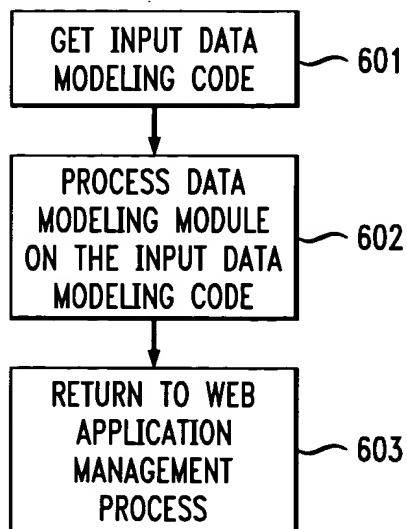 GET INPUT DATA
MODELING CODE
601
PROCESS DATA
MODELING MODULE
ON THE INPUT DATA
MODELING CODE
602
RETURN TO WEB
APPLICATION
MANAGEMENT
PROCESS
603